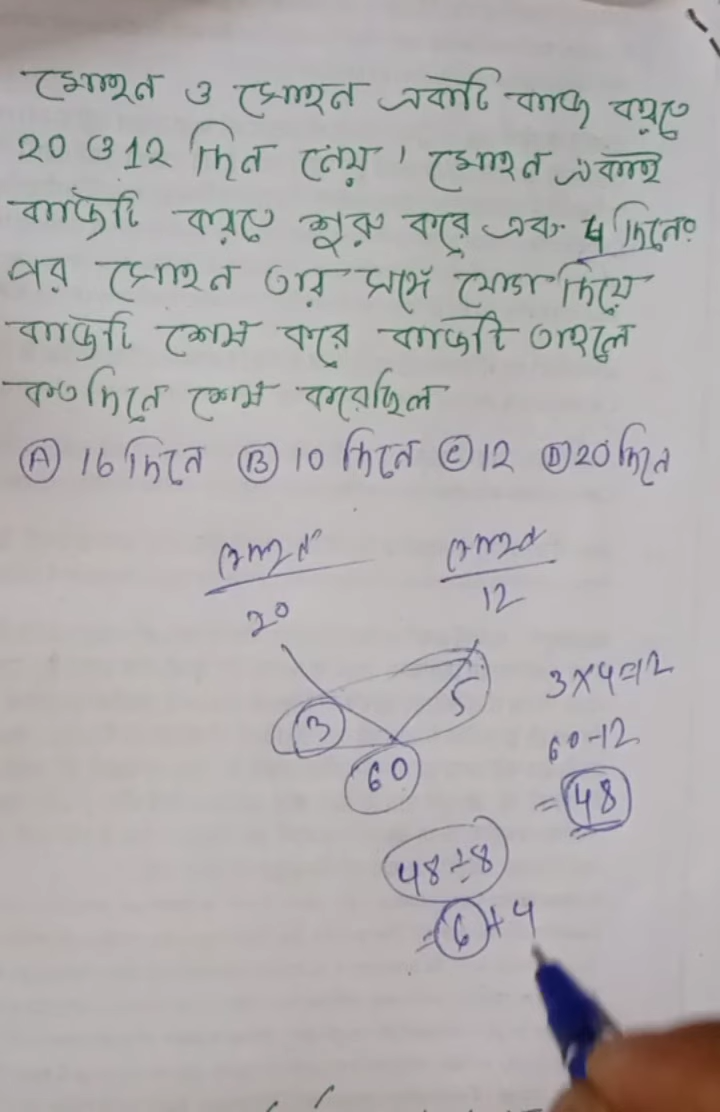 মোহন ও সোহন একটি কাজ করতে
20 ও 12 দিন নেয়। মোহন একাই
কাজটি করতে শুরু করে এবং 4 দিনের
পর সোহন তার সঙ্গে যোগ দিয়ে
কাজটি শেষ করে কাজটি তাহলে
কতদিনে শেষ করেছিল
Ⓐ 16 দিনে Ⓑ 10 দিনে Ⓒ 12 Ⓓ 20 দিনে
মোহন সোহন
20 12
3 5 3×4=12
60 60-12
=48
48÷8
=6+4